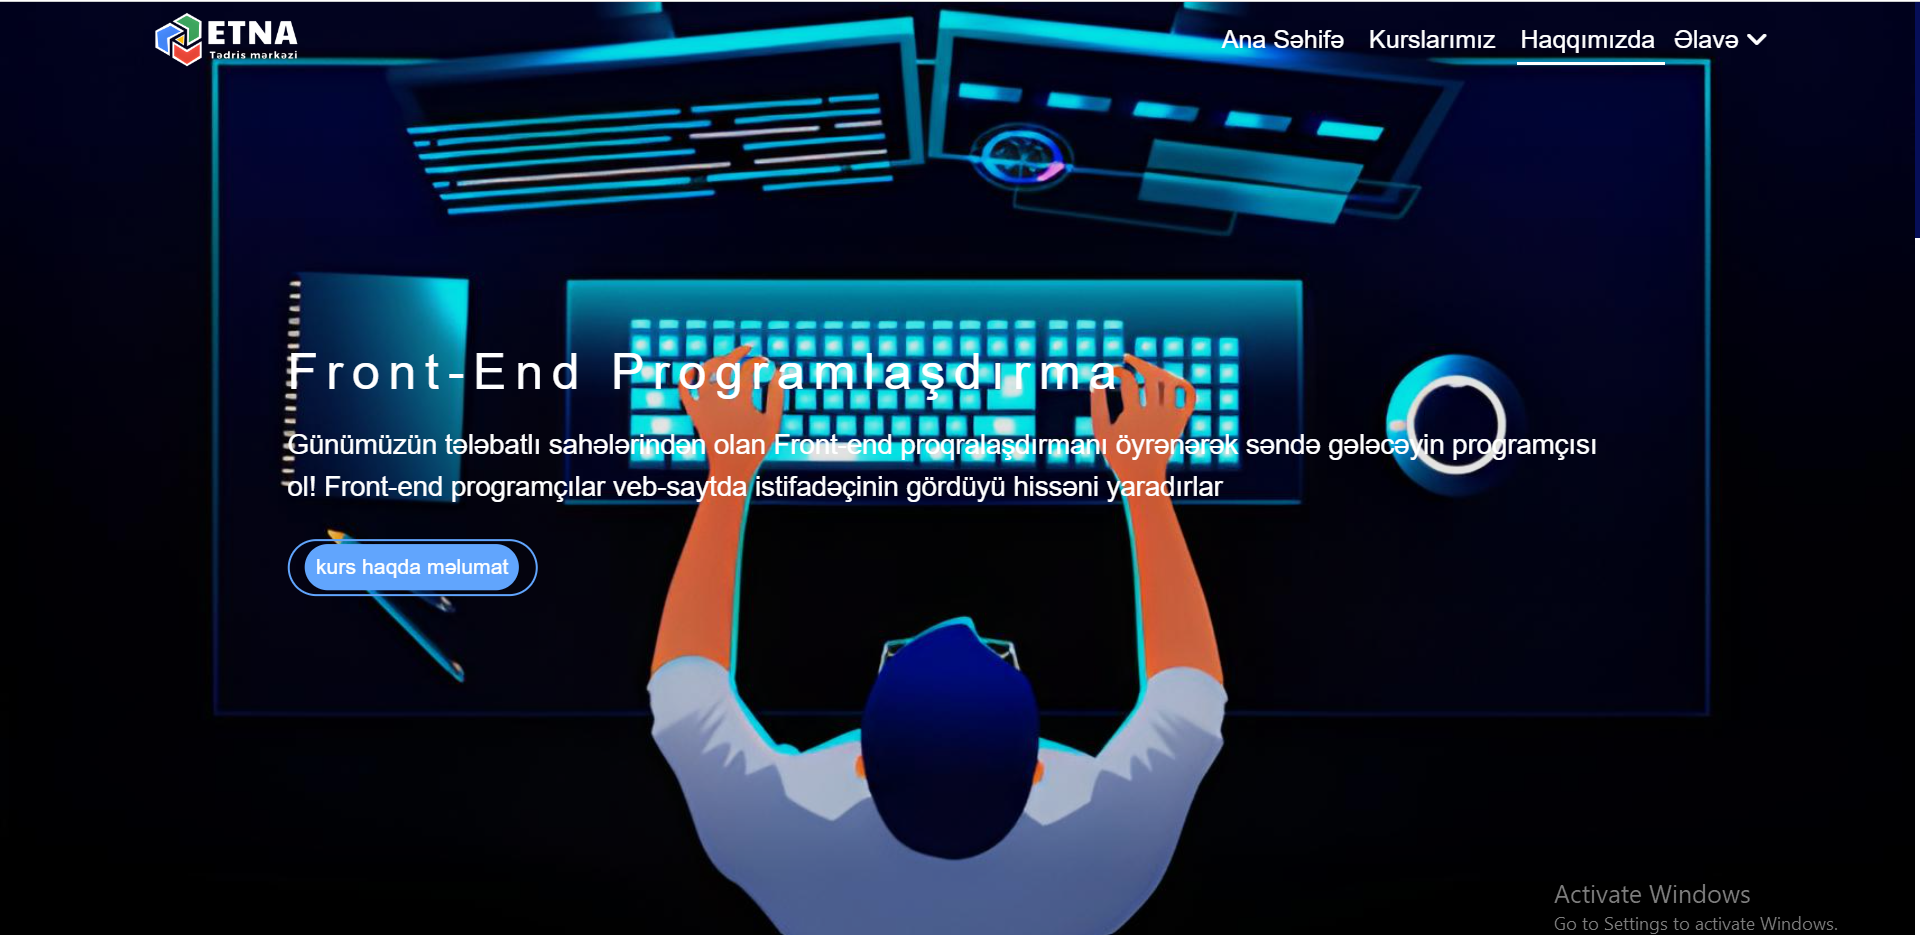 ETNA
Tədris mərkəzi
Ana Səhifə Kurslarımız Haqqımızda Əlavə
Front-End Programlaşdırma
Günümüzün tələbatlı sahələrindən olan Front-end proqralaşdırmanı öyrənərək səndə gələcəyin programçısı
ol! Front-end programçılar veb-saytda istifadəçinin gördüyü hissəni yaradırlar
kurs haqda məlumat
Activate Windows
Go to Settings to activate Windows.